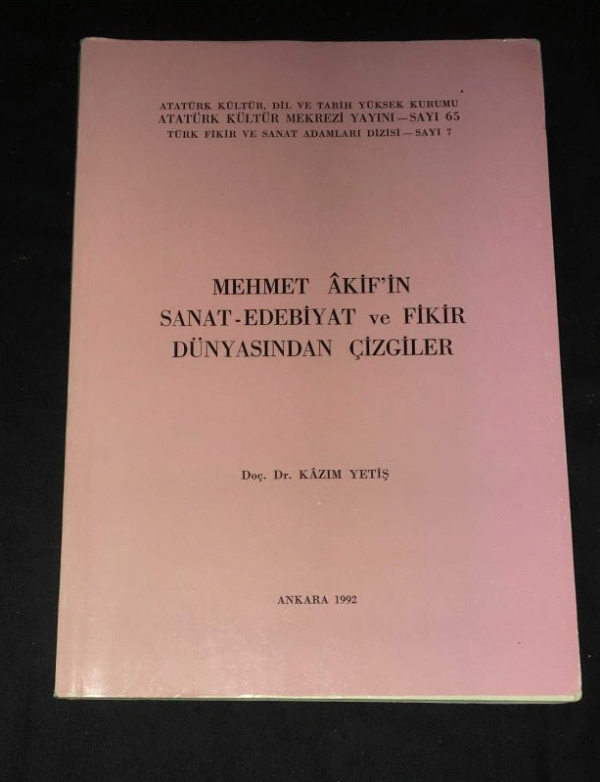 ATATÜRK KÜLTÜR, DİL VE TARİH YÜKSEK KURUMU
ATATÜRK KÜLTÜR MEKREZİ YAYINI — SAYI 65
TÜRK FİKİR VE SANAT ADAMLARI DİZİSİ — SAYI 7
MEHMET ÂKİF'İN
SANAT-EDEBİYAT ve FİKİR
DÜNYASINDAN ÇİZGİLER
Doç. Dr. KÂZIM YETİŞ
ANKARA 1992